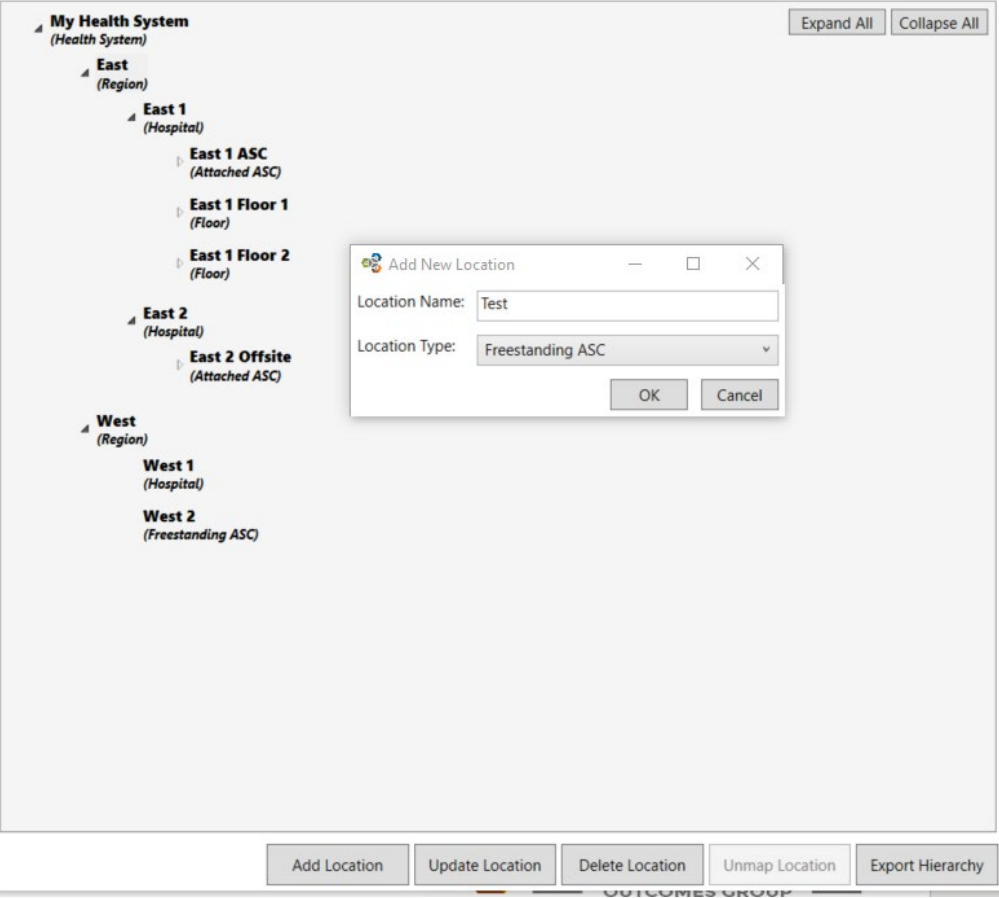 My Health System
(Health System)
Expand All
Collapse All
East
(Region)
East 1
(Hospital)
East 1 ASC
(Attached ASC)
East 1 Floor 1
(Floor)
East 1 Floor 2
(Floor)
East 2
(Hospital)
East 2 Offsite
(Attached ASC)
West
(Region)
West 1
(Hospital)
West 2
(Freestanding ASC)
Add New Location
Location Name: Test
Location Type: Freestanding ASC
OK
Cancel
Add Location
Update Location
Delete Location
Unmap Location
Export Hierarchy
OUTCOMES GROUP